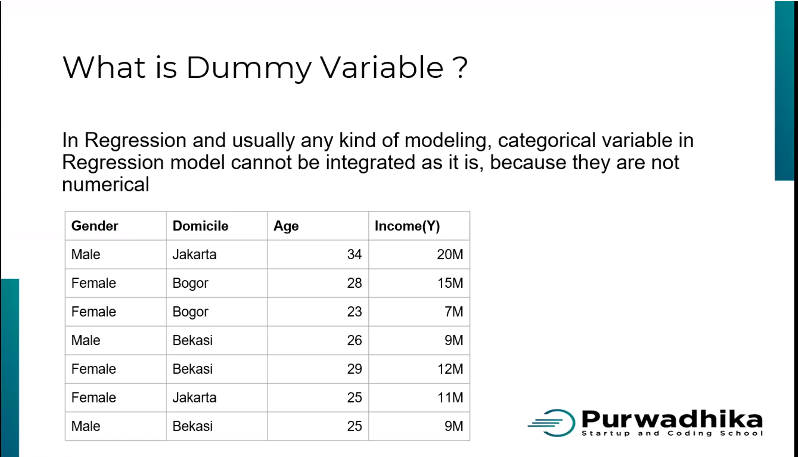 What is Dummy Variable ?
In Regression and usually any kind of modeling, categorical variable in
Regression model cannot be integrated as it is, because they are not
numerical
Gender Domicile Age Income(Y)
Male Jakarta 34 20M
Female Bogor 28 15M
Female Bogor 23 7M
Male Bekasi 26 9M
Female Bekasi 29 12M
Female Jakarta 25 11M
Male Bekasi 25 9M
Purwadhika
Startup and Coding School